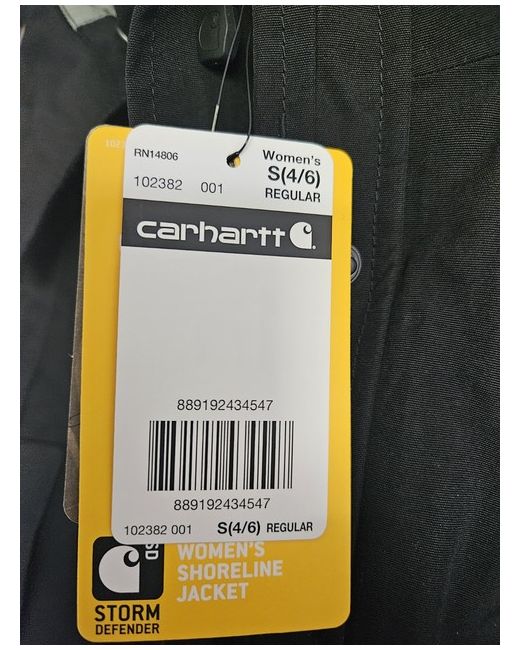 RN14806
Women's
102382 001
S(4/6)
REGULAR
carhartt
889192434547
889192434547
102382 001 S(4/6) REGULAR
WOMEN'S
SHORELINE
JACKET
STORM
DEFENDER